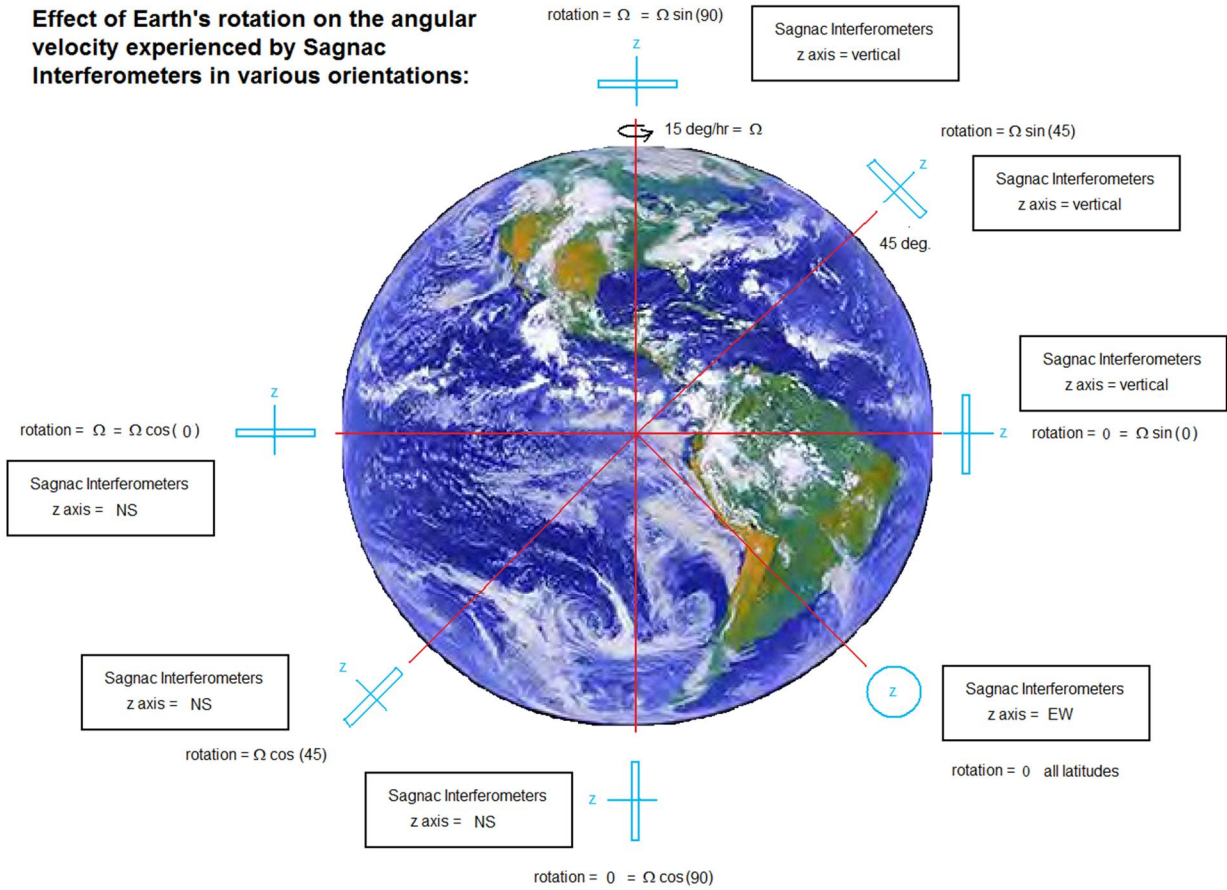 Effect of Earth's rotation on the angular
velocity experienced by Sagnac
Interferometers in various orientations:
rotation = Ω = Ω sin(90)
Sagnac Interferometers
z axis = vertical
z
15 deg/hr = Ω
rotation = Ω sin(45)
z
Sagnac Interferometers
z axis = vertical
45 deg.
Sagnac Interferometers
z axis = vertical
z
rotation = 0 = Ω sin(0)
z
rotation = Ω = Ω cos( 0)
Sagnac Interferometers
z axis = NS
z
Sagnac Interferometers
z axis = NS
rotation = Ω cos (45)
z
Sagnac Interferometers
z axis = EW
rotation = 0 all latitudes
z
Sagnac Interferometers
z axis = NS
rotation = 0 = Ω cos(90)